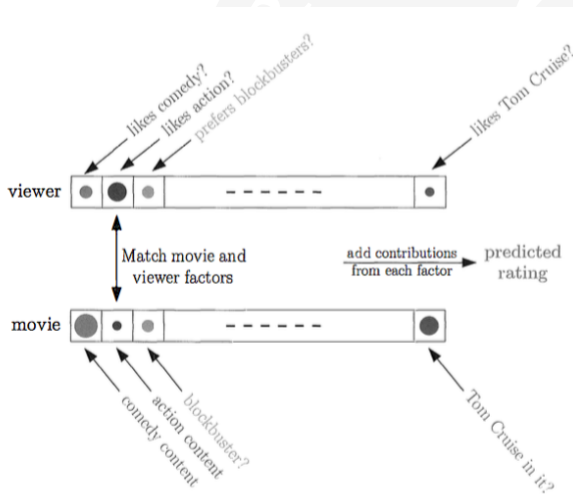 likes comedy?
likes action?
prefers blockbusters?
likes Tom Cruise?
viewer
Match movie and
viewer factors
add contributions
from each factor
predicted
rating
movie
comedy content
action content
blockbuster?
Tom Cruise in it?